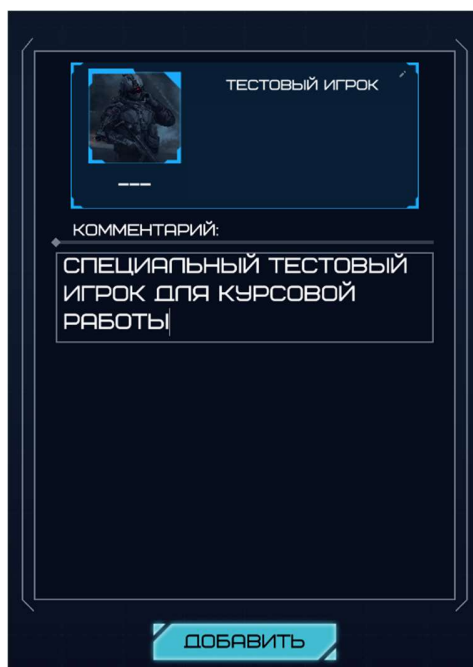 ТЕСТОВЫЙ ИГРОК
---
КОММЕНТАРИЙ:
СПЕЦИАЛЬНЫЙ ТЕСТОВЫЙ
ИГРОК ДЛЯ КУРСОВОЙ
РАБОТЫ
ДОБАВИТЬ